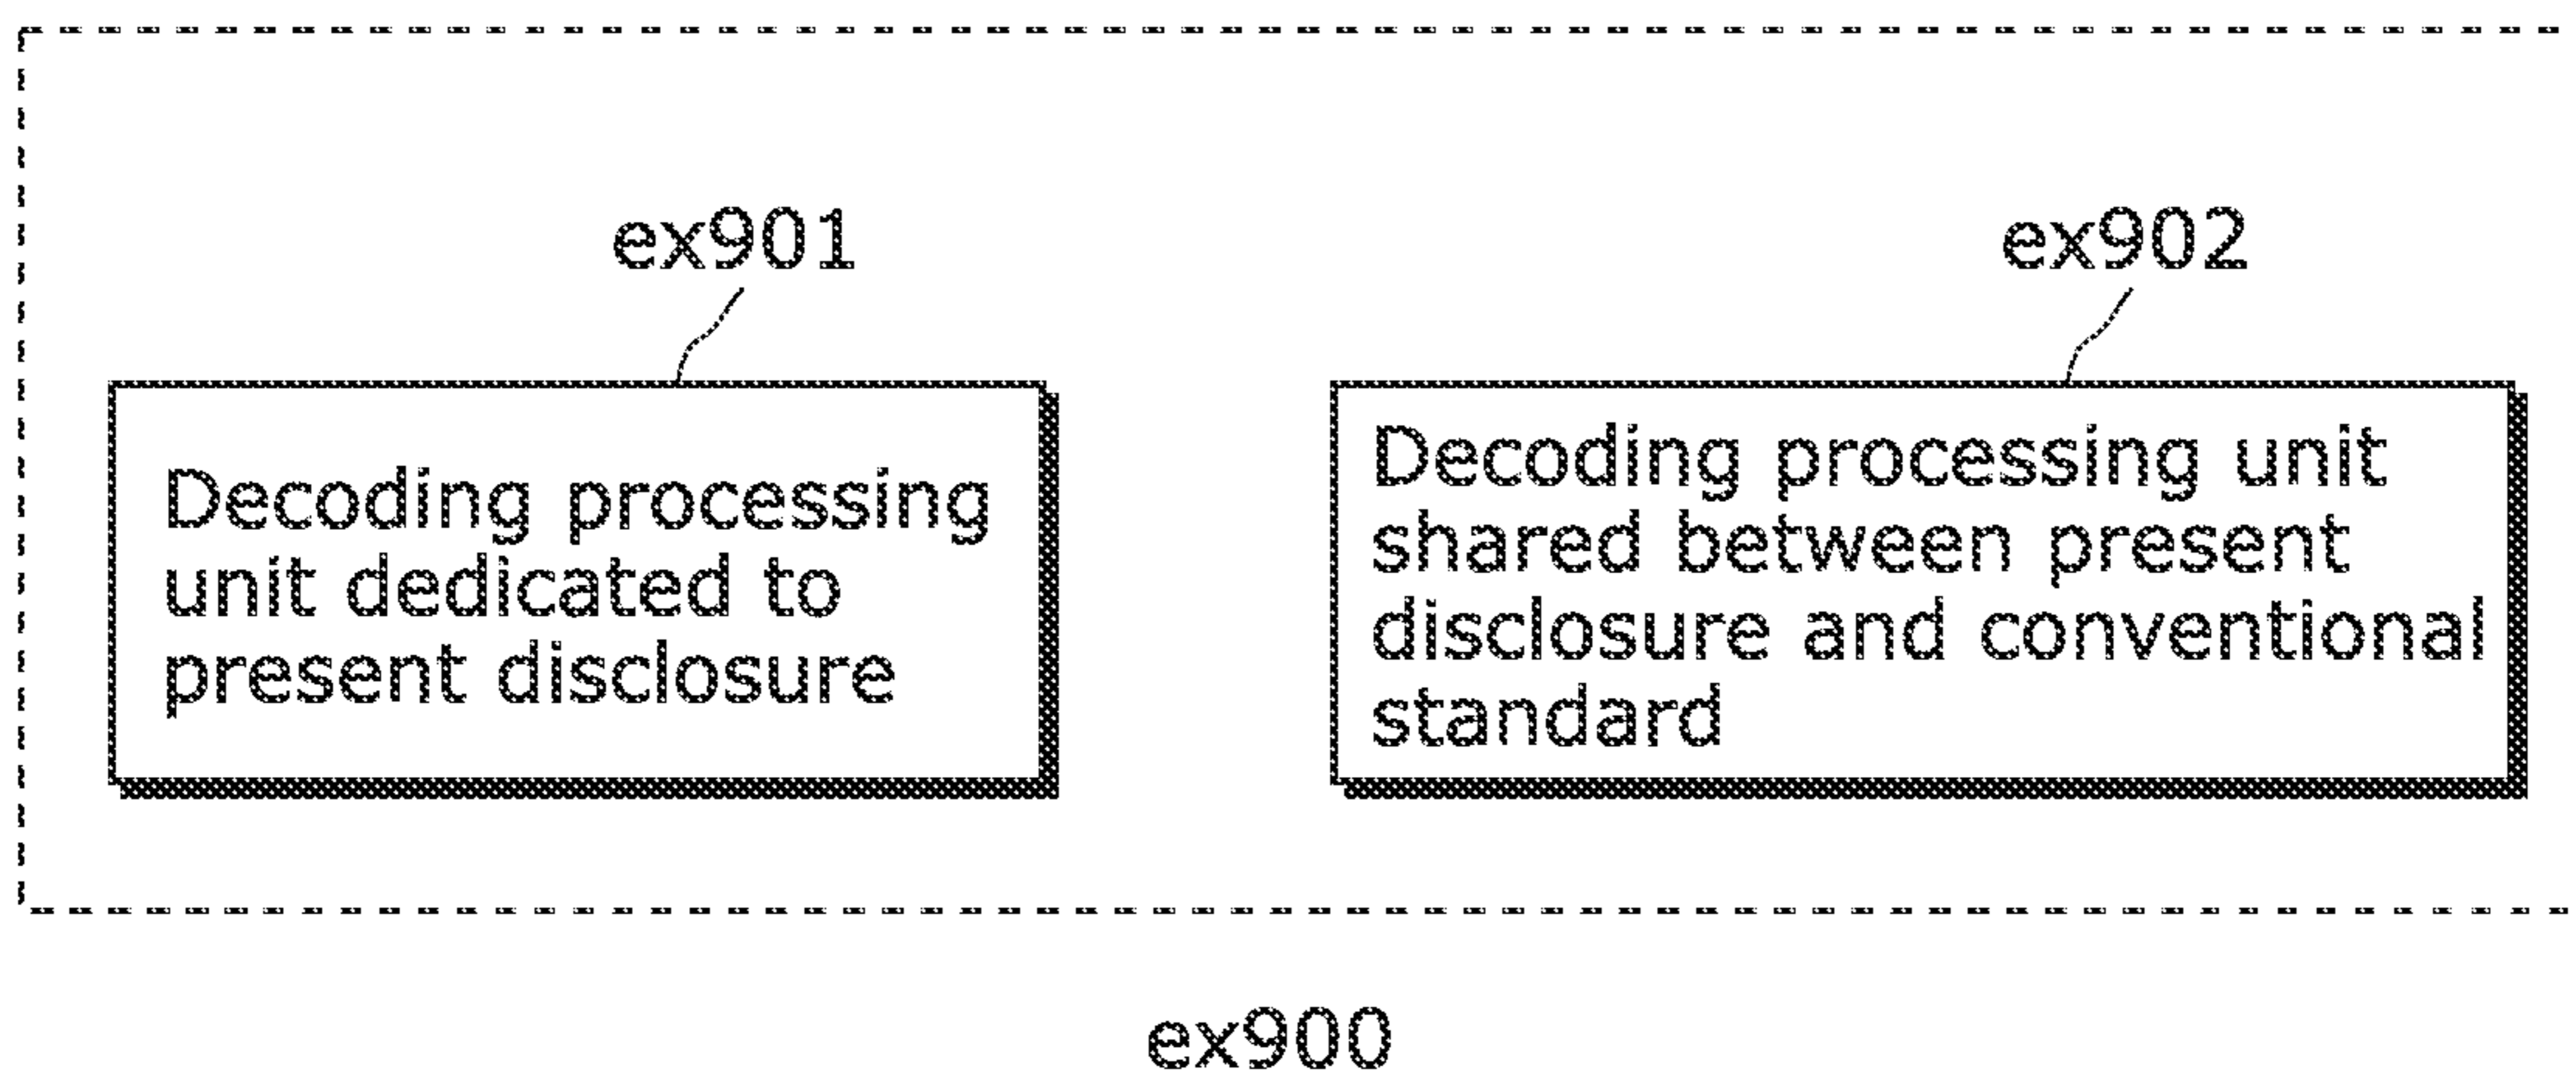 ex901
ex902
Decoding processing
unit dedicated to
present disclosure
Decoding processing unit
shared between present
disclosure and conventional
standard
ex900